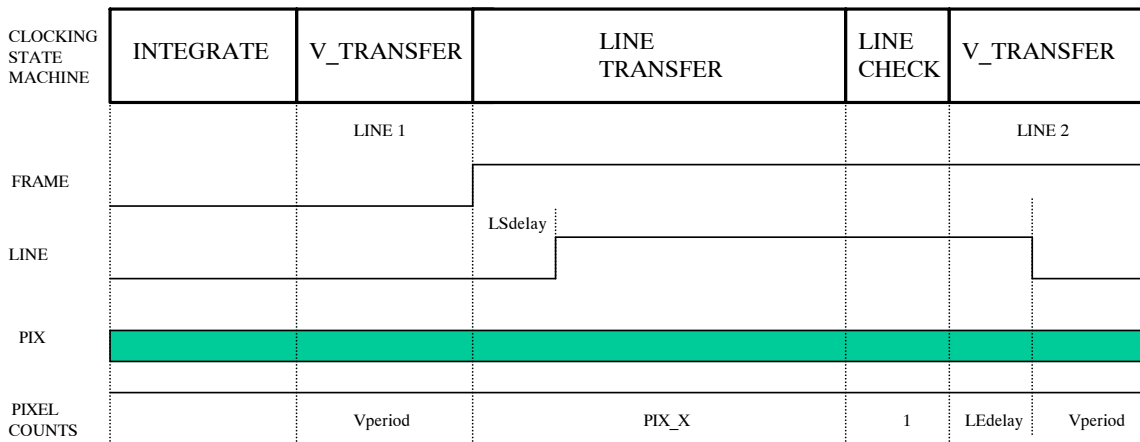 CLOCKING
STATE
MACHINE
INTEGRATE
V_TRANSFER
LINE
TRANSFER
LINE
CHECK
V_TRANSFER
LINE 1
LINE 2
FRAME
LSdelay
LINE
PIX
PIXEL
COUNTS
Vperiod
PIX_X
1
LEdelay
Vperiod